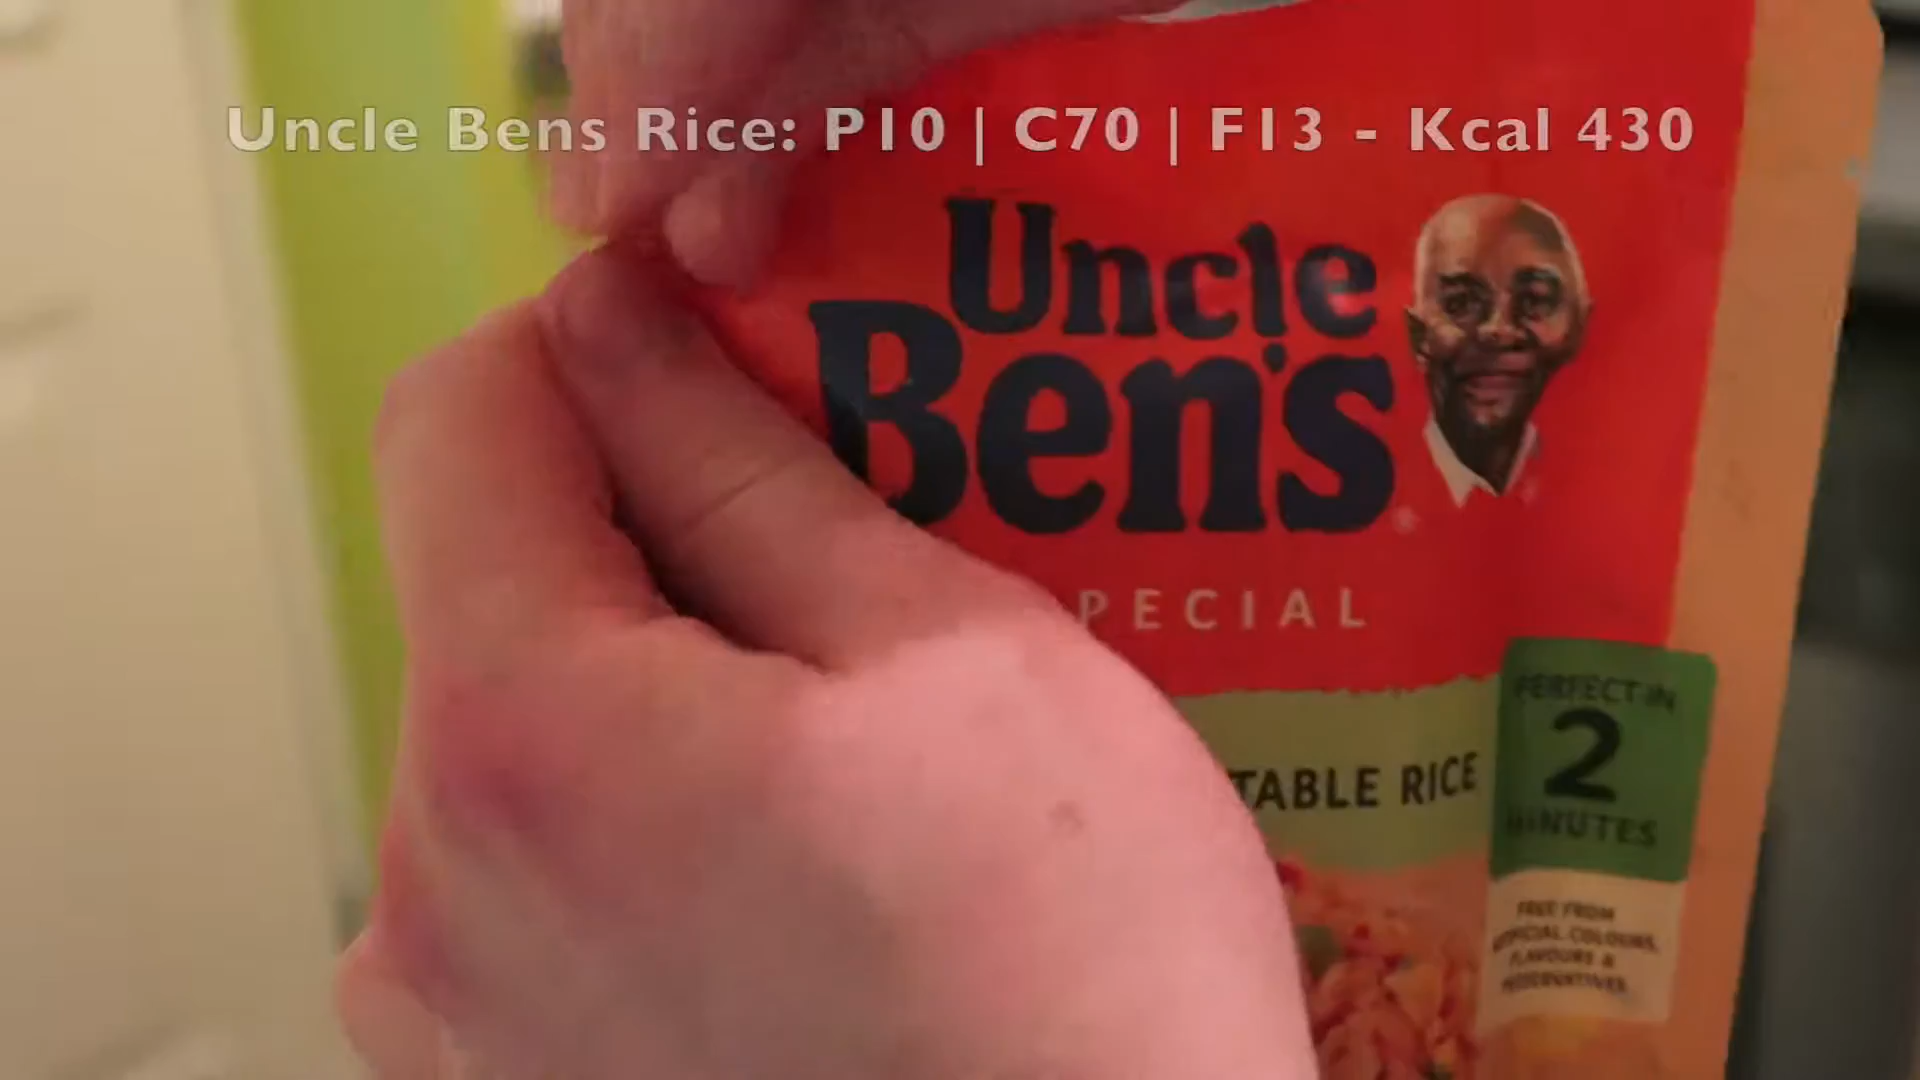 Uncle Bens Rice: P10 | C70 | F13 - Kcal 430
Uncle
Ben's
PECIAL
TABLE RICE
PERFECT IN
2
MINUTES
FREE FROM
COLOURS,
FLAVOURS &
PRESERVATIVES